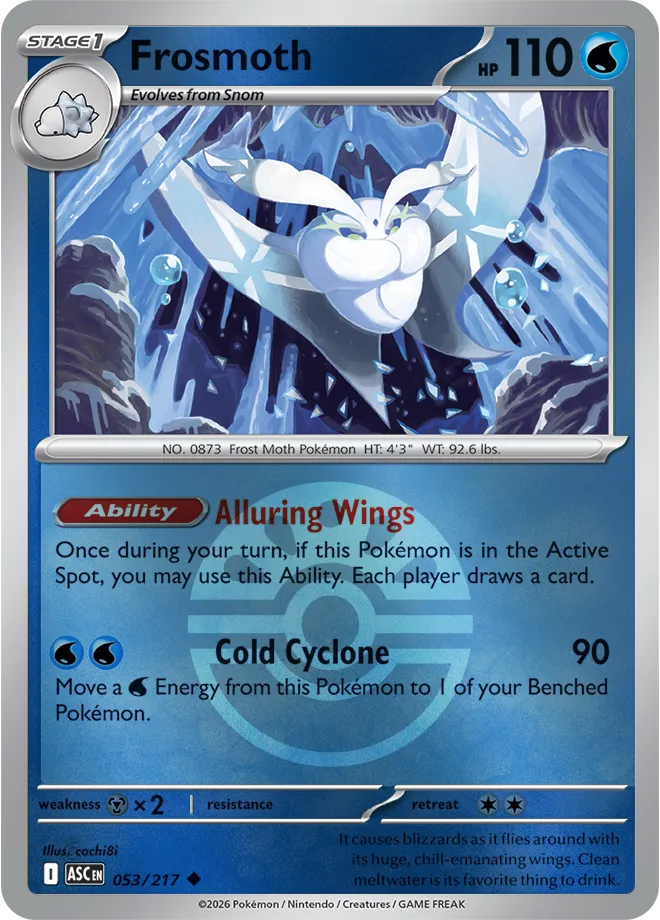 STAGE1
Frosmoth
HP 110
Evolves from Snom
NO. 0873 Frost Moth Pokémon HT: 4'3" WT: 92.6 lbs.
Ability Alluring Wings
Once during your turn, if this Pokémon is in the Active
Spot, you may use this Ability. Each player draws a card.
Cold Cyclone 90
Move a Energy from this Pokémon to 1 of your Benched
Pokémon.
weakness ×2 resistance retreat
Illus. cochi8i
I ASC EN 053/217
It causes blizzards as it flies around with
its huge, chill-emanating wings. Clean
meltwater is its favorite thing to drink.
©2026 Pokémon / Nintendo / Creatures / GAME FREAK